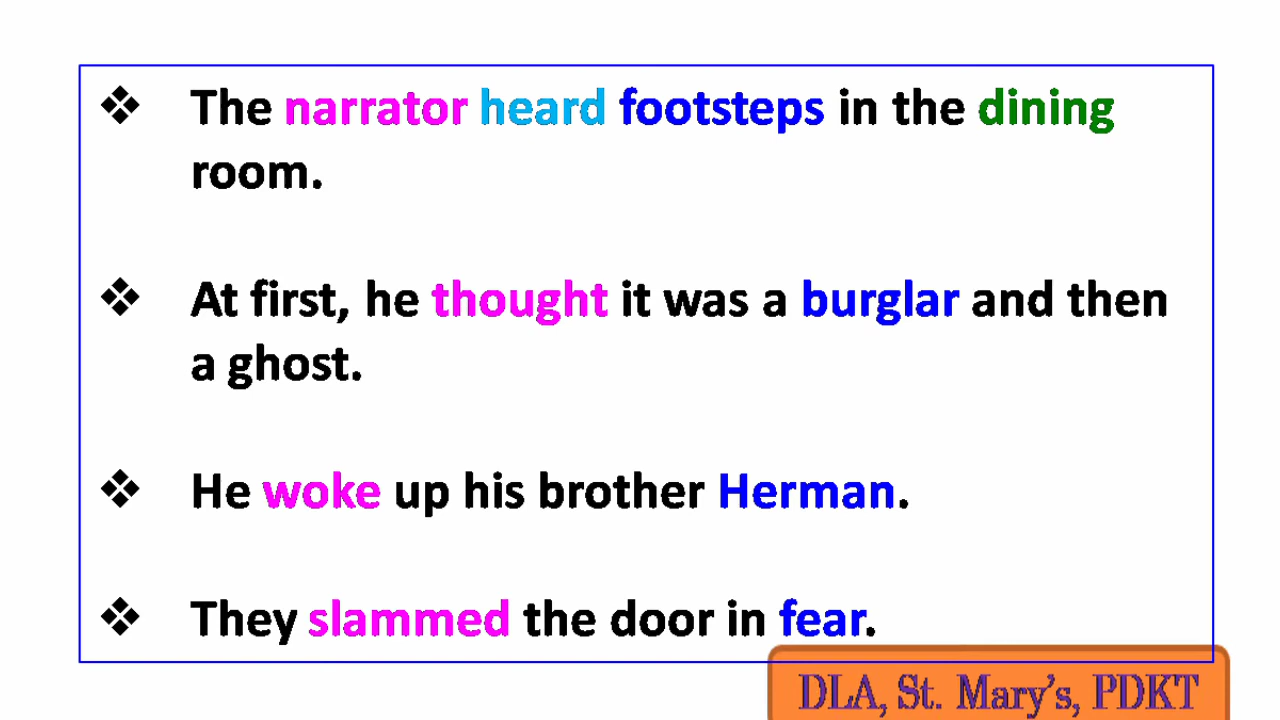 ❖ The narrator heard footsteps in the dining
room.
❖ At first, he thought it was a burglar and then
a ghost.
❖ He woke up his brother Herman.
❖ They slammed the door in fear.
DLA, St. Mary's, PDKT